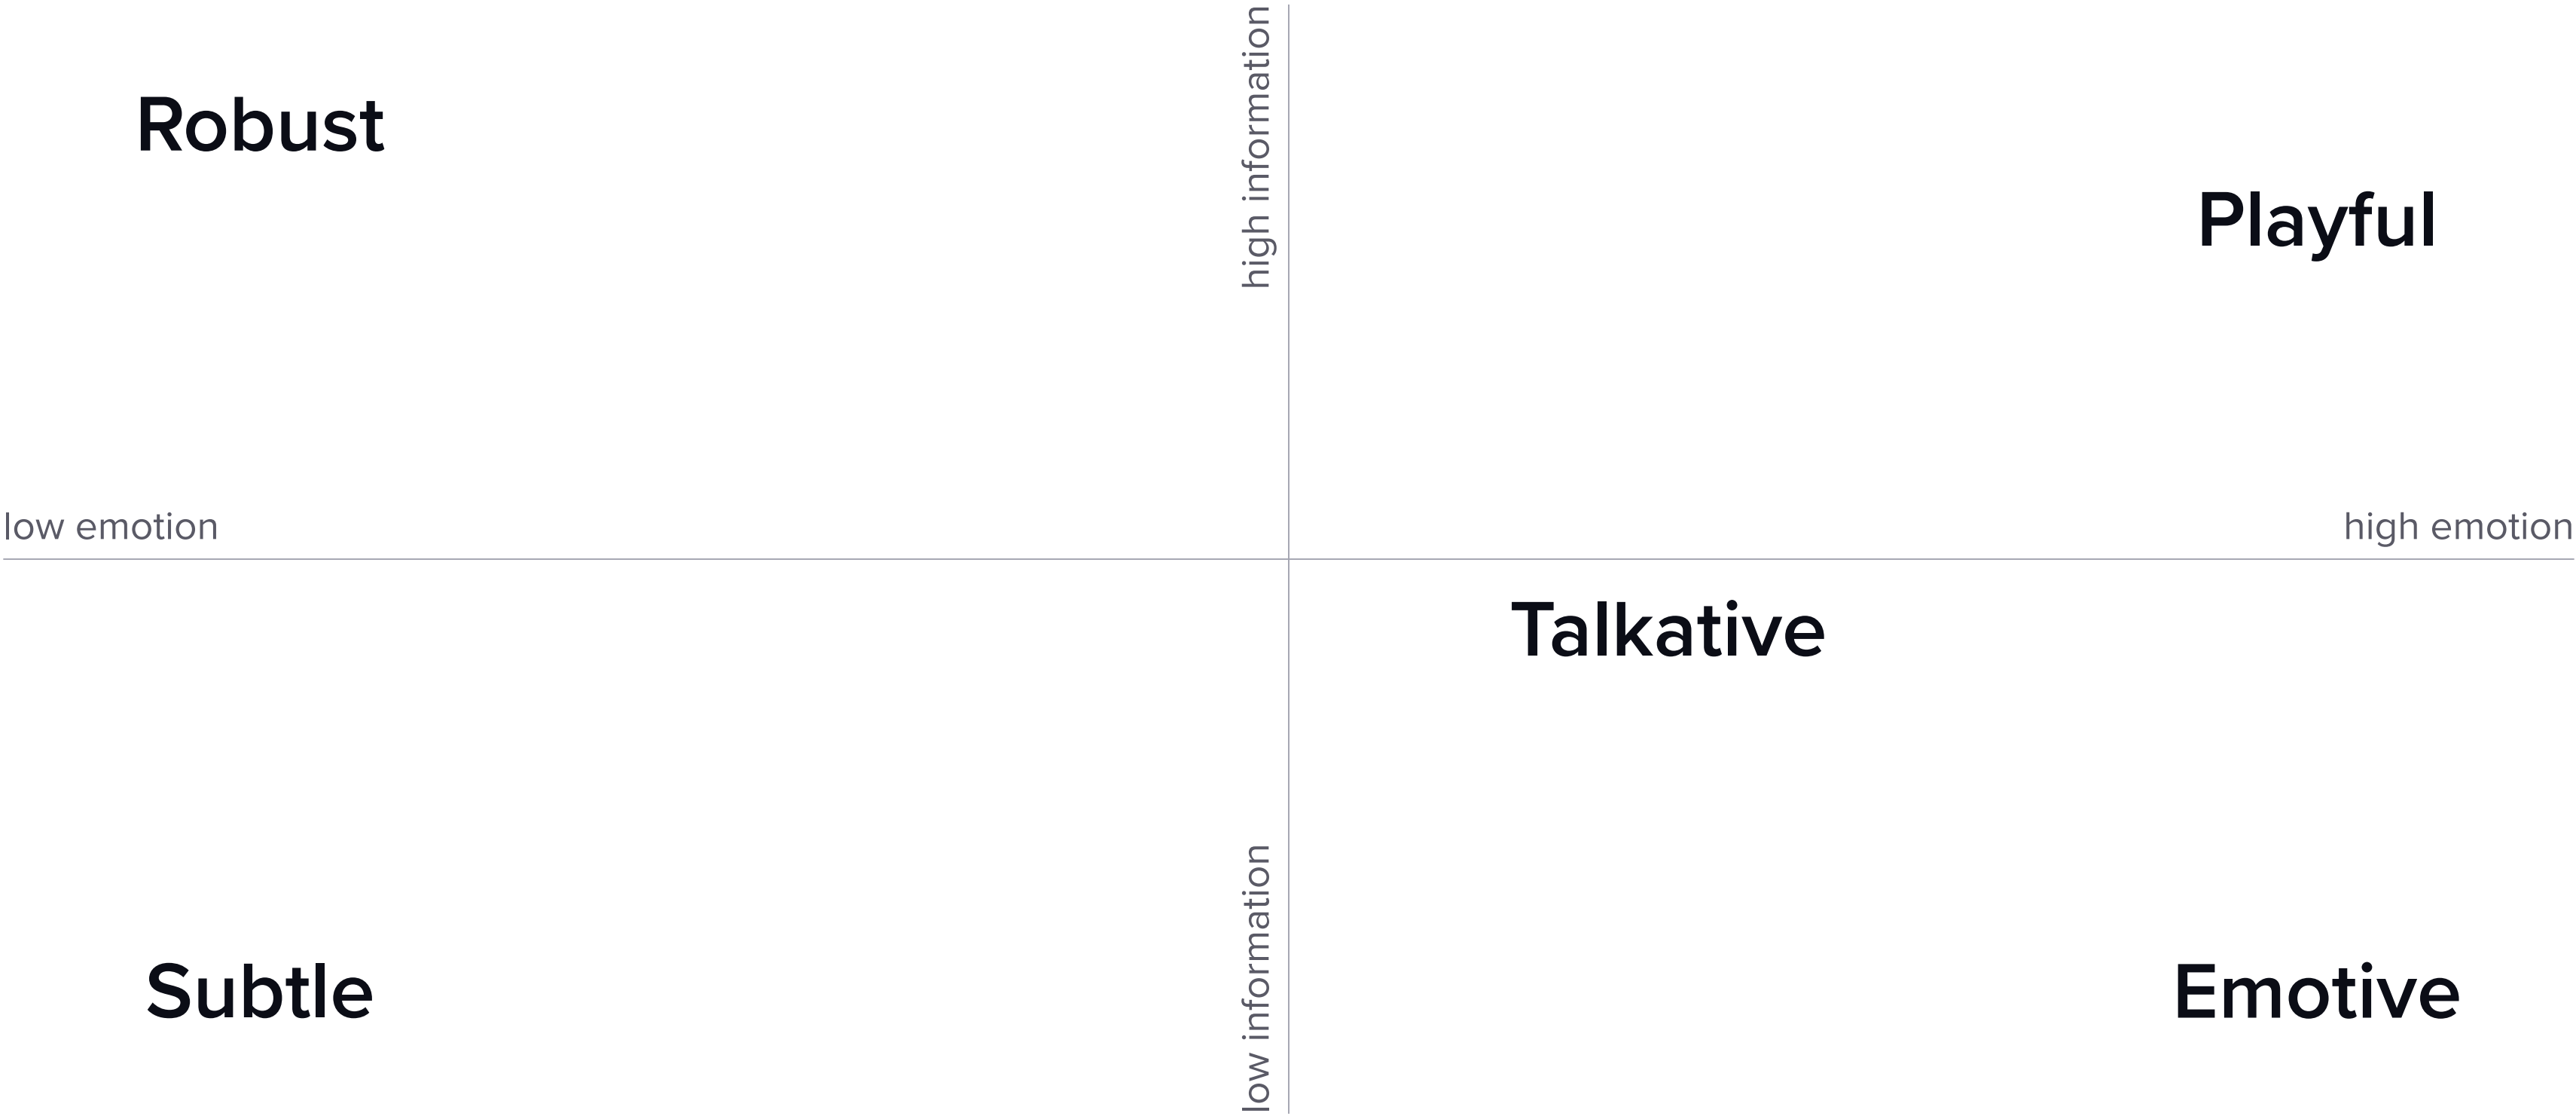 high information
Robust
Playful
low emotion
high emotion
Talkative
low information
Subtle
Emotive